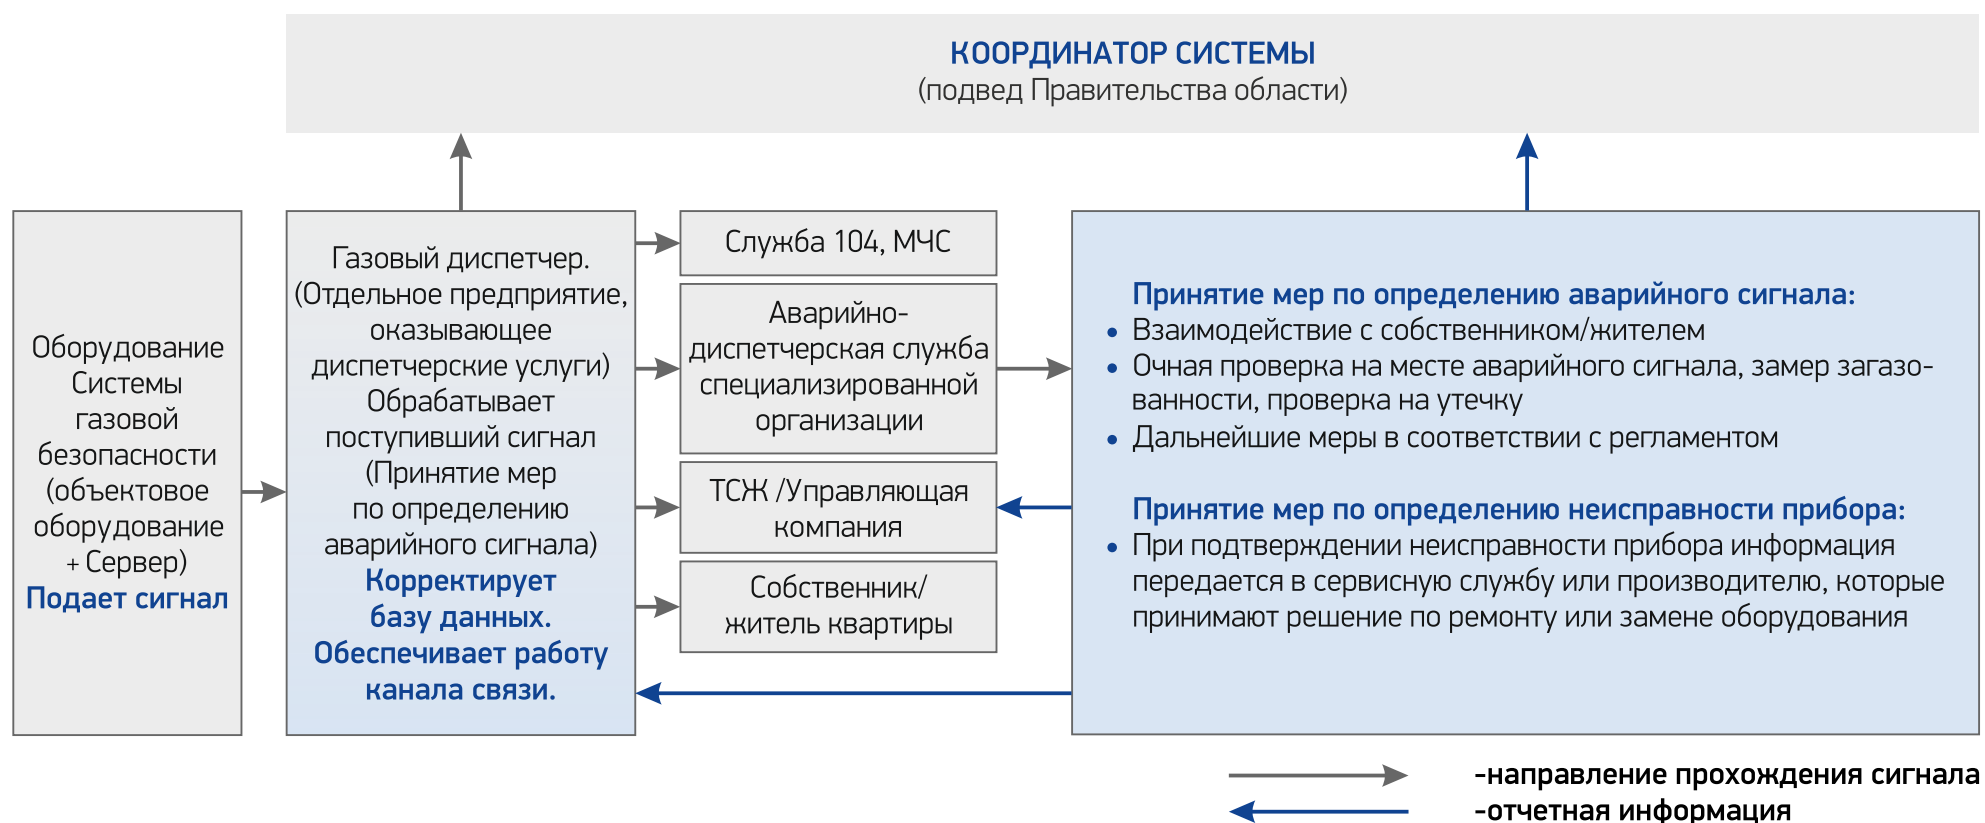 КООРДИНАТОР СИСТЕМЫ
(подвед Правительства области)
Оборудование
Системы
газовой
безопасности
(объектовое
оборудование
+ Сервер)
Подает сигнал
Газовый диспетчер.
(Отдельное предприятие,
оказывающее
диспетчерские услуги)
Обрабатывает
поступивший сигнал
(Принятие мер
по определению
аварийного сигнала)
Корректирует
базу данных.
Обеспечивает работу
канала связи.
Служба 104, МЧС
Аварийно-
диспетчерская служба
специализированной
организации
ТСЖ /Управляющая
компания
Собственник/
житель квартиры
Принятие мер по определению аварийного сигнала:
• Взаимодействие с собственником/жителем
• Очная проверка на месте аварийного сигнала, замер загазо-
ванности, проверка на утечку
• Дальнейшие меры в соответствии с регламентом
Принятие мер по определению неисправности прибора:
• При подтверждении неисправности прибора информация
передается в сервисную службу или производителю, которые
принимают решение по ремонту или замене оборудования
-направление прохождения сигнала
-отчетная информация